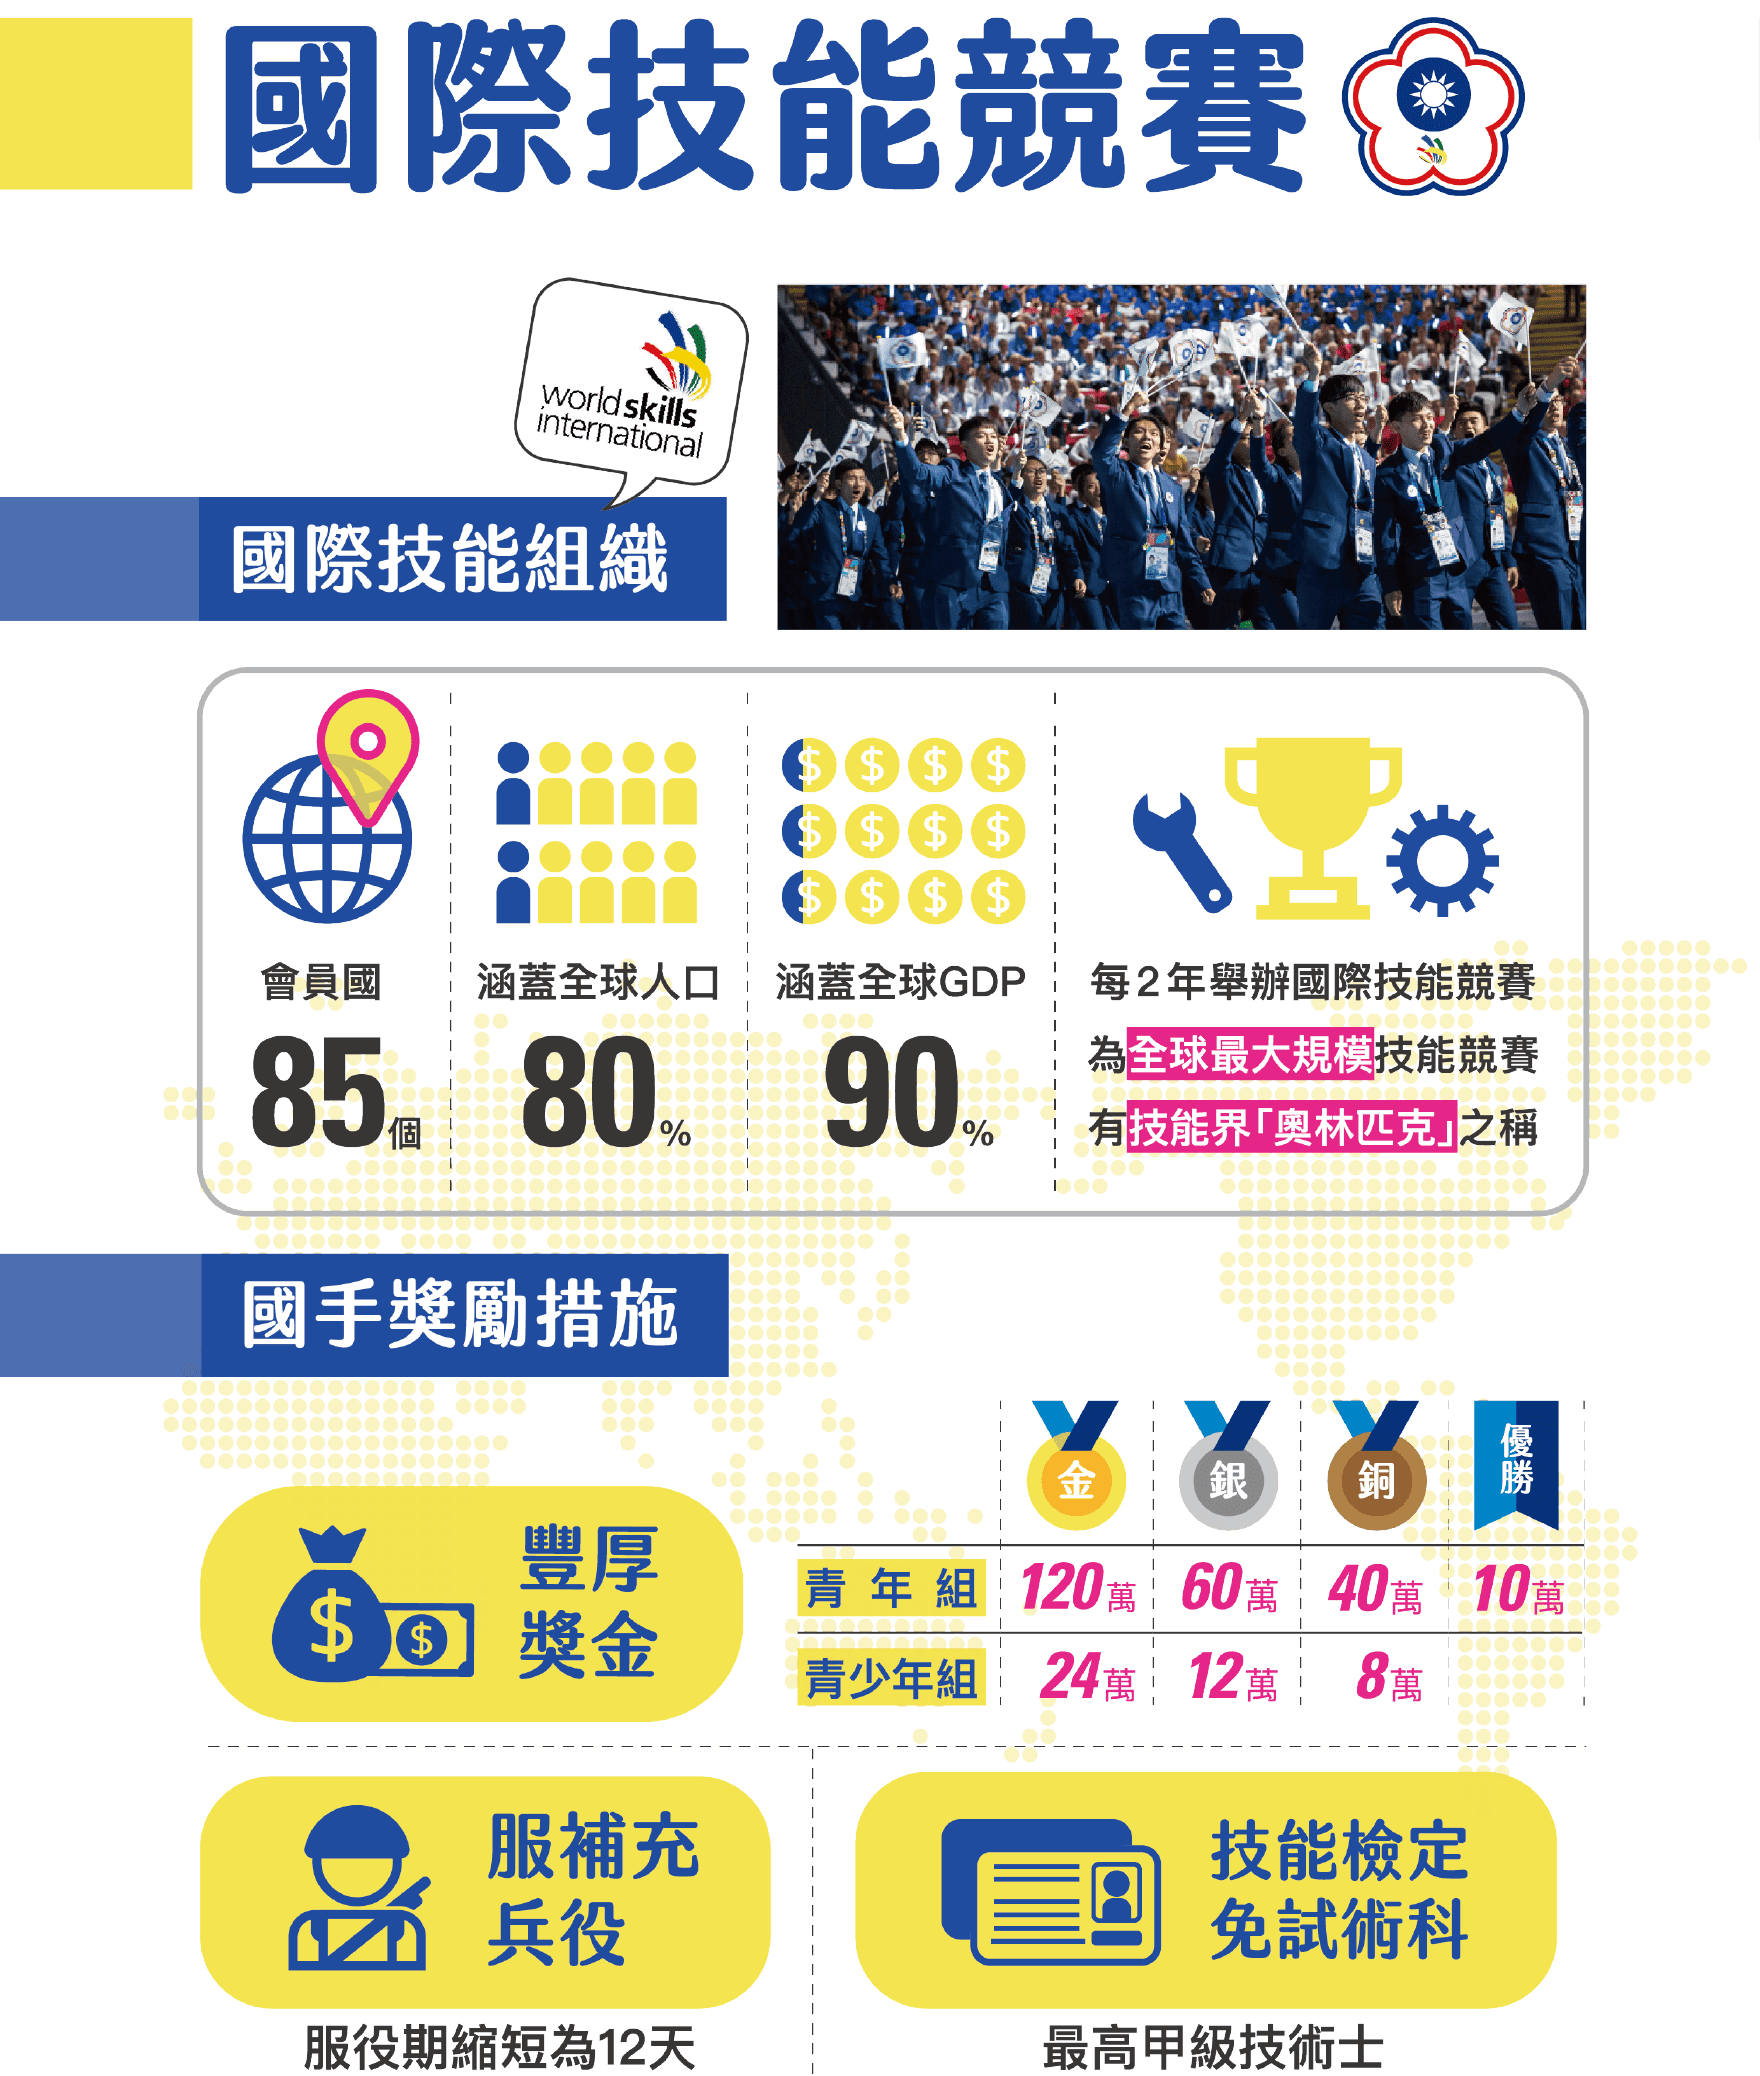 國際技能競賽
world skills
international
國際技能組織
會員國
85個
涵蓋全球人口
80%
涵蓋全球GDP
90%
每2年舉辦國際技能競賽
為全球最大規模技能競賽
有技能界「奧林匹克」之稱
國手獎勵措施
豐厚
獎金
金 銀 銅 優勝
青年組 120萬 60萬 40萬 10萬
青少年組 24萬 12萬 8萬
服補充
兵役
服役期縮短為12天
技能檢定
免試術科
最高甲級技術士